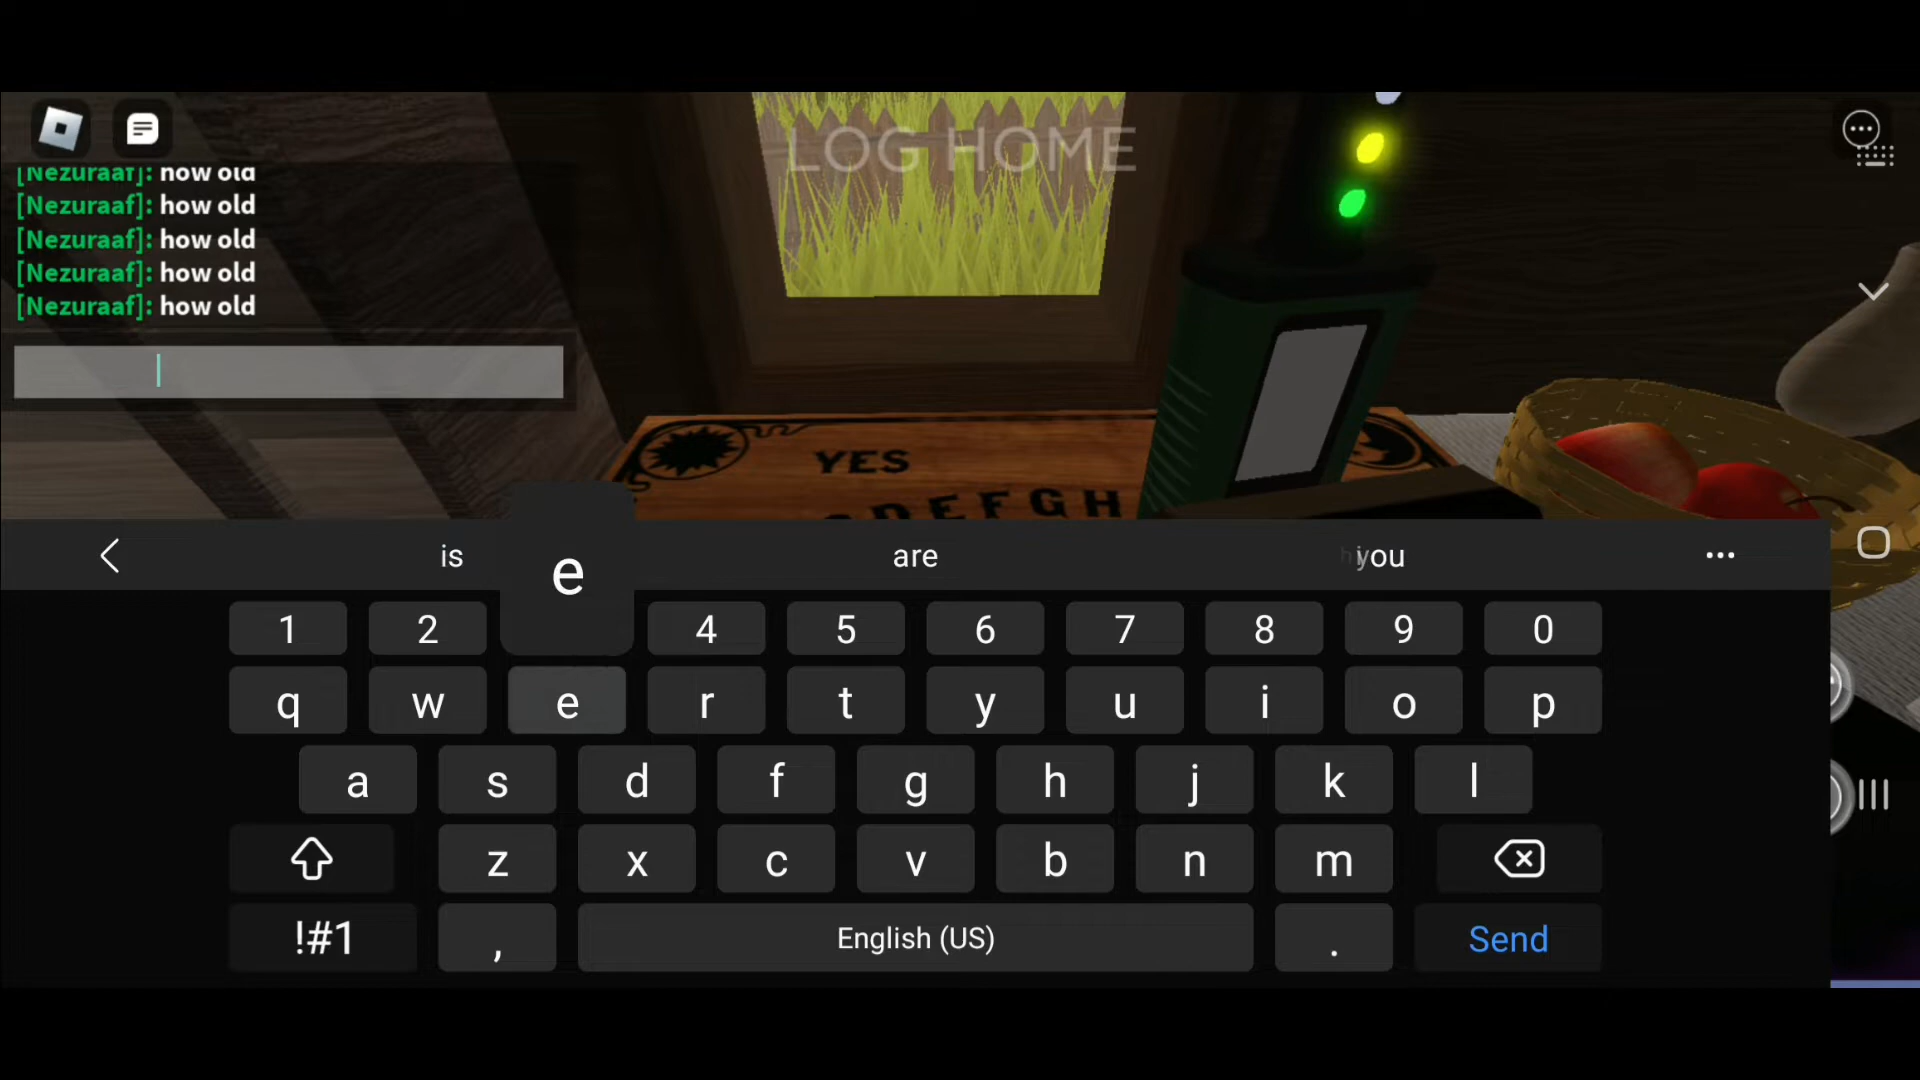 LOG HOME
[Nezuraaf]: how old
[Nezuraaf]: how old
[Nezuraaf]: how old
[Nezuraaf]: how old
[Nezuraaf]: how old
YES
DEFGH
is e are you
1 2 4 5 6 7 8 9 0
q w e r t y u i o p
a s d f g h j k l
z x c v b n m
!#1 , English (US) . Send